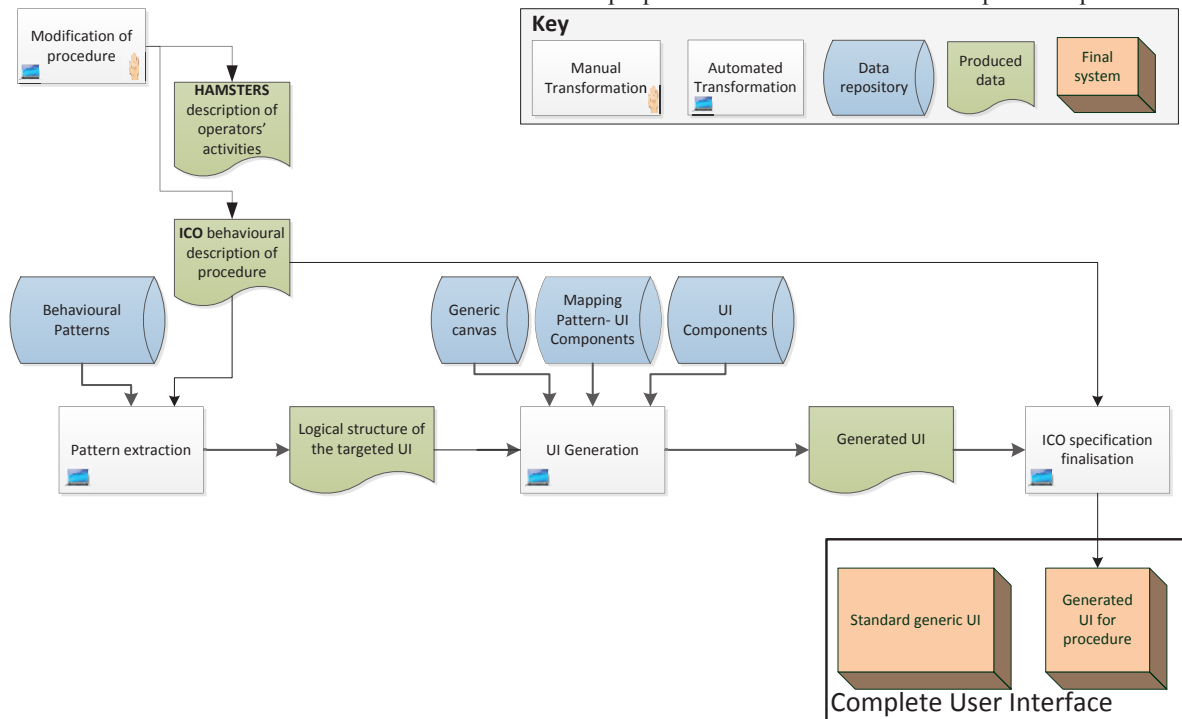 Key
Modification of
procedure
Manual
Transformation
Automated
Transformation
Data
repository
Produced
data
Final
system
HAMSTERS
description of
operators'
activities
ICO behavioural
description of
procedure
Behavioural
Patterns
Generic
canvas
Mapping
Pattern- UI
Components
UI
Components
Pattern extraction
Logical structure of
the targeted UI
UI Generation
Generated UI
ICO specification
finalisation
Standard generic UI
Generated
UI for
procedure
Complete User Interface